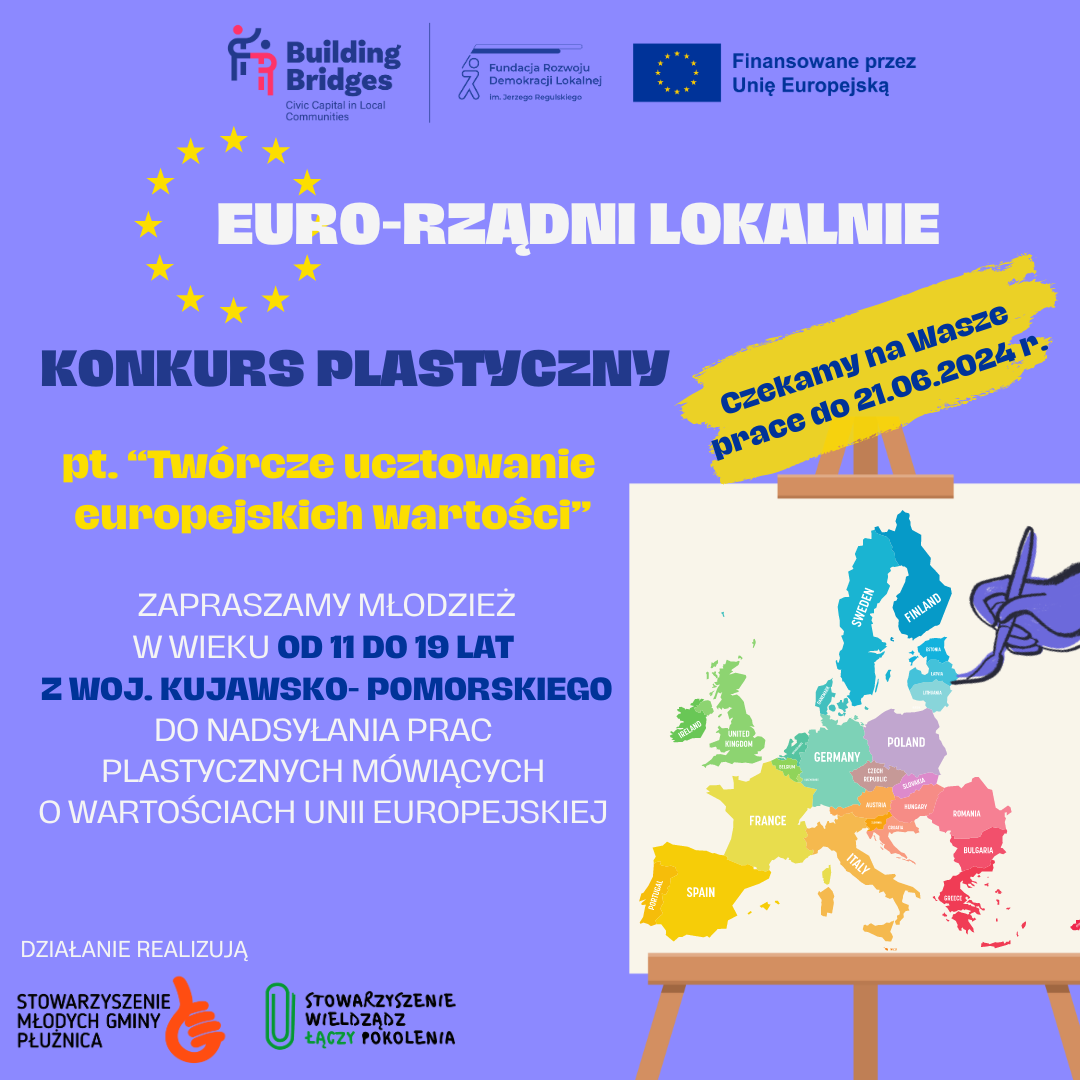 Building
Bridges
Civic Capital in Local
Communities
Fundacja Rozwoju
Demokracji Lokalnej
im. Jerzego Regulskiego
Finansowane przez
Unię Europejską
EURO-RZĄDNI LOKALNIE
KONKURS PLASTYCZNY
Czekamy na Wasze
prace do 21.06.2024 r.
pt. “Twórcze ucztowanie
europejskich wartości”
ZAPRASZAMY MŁODZIEŻ
W WIEKU OD 11 DO 19 LAT
Z WOJ. KUJAWSKO- POMORSKIEGO
DO NADSYŁANIA PRAC
PLASTYCZNYCH MÓWIĄCYCH
O WARTOŚCIACH UNII EUROPEJSKIEJ
SWEDEN
FINLAND
ESTONIA
LATVIA
LITHUANIA
DENMARK
IRELAND
UNITED
KINGDOM
BELGIUM
GERMANY
POLAND
CZECH
REPUBLIC
SLOVAKIA
AUSTRIA
HUNGARY
ROMANIA
FRANCE
CROATIA
BULGARIA
ITALY
PORTUGAL
SPAIN
GREECE
DZIAŁANIE REALIZUJĄ
STOWARZYSZENIE
MŁODYCH GMINY
PŁUŻNICA
STOWARZYSZENIE
WIELDZĄDZ
ŁĄCZY POKOLENIA